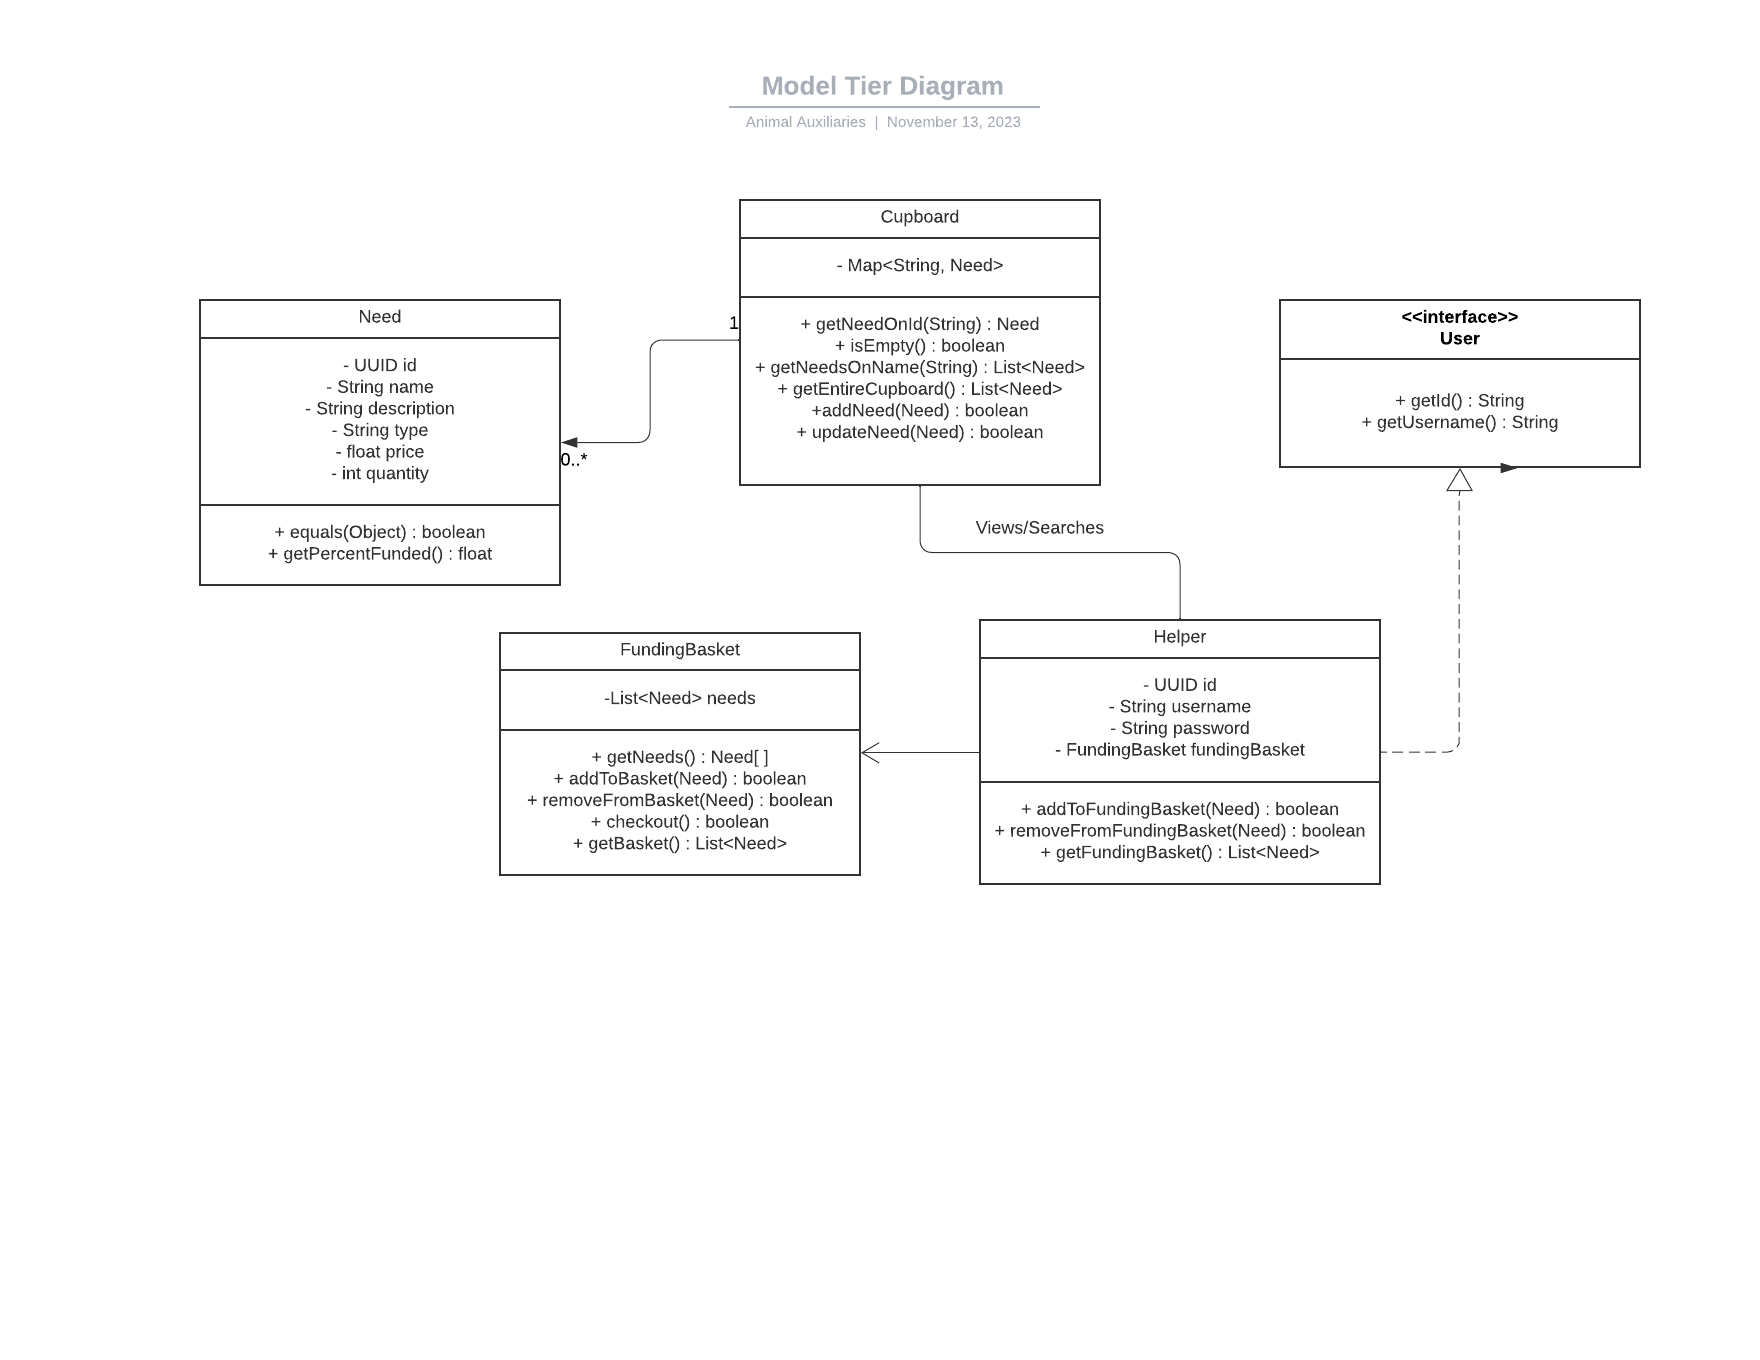 Model Tier Diagram
Animal Auxiliaries | November 13, 2023
Cupboard
- Map<String, Need>
1
+ getNeedOnId(String) : Need
+ isEmpty() : boolean
+ getNeedsOnName(String) : List<Need>
+ getEntireCupboard() : List<Need>
+addNeed(Need) : boolean
+ updateNeed(Need) : boolean
Need
- UUID id
- String name
- String description
- String type
- float price
- int quantity
0..*
+ equals(Object) : boolean
+ getPercentFunded() : float
<<interface>>
User
+ getId() : String
+ getUsername() : String
Views/Searches
FundingBasket
-List<Need> needs
+ getNeeds() : Need[ ]
+ addToBasket(Need) : boolean
+ removeFromBasket(Need) : boolean
+ checkout() : boolean
+ getBasket() : List<Need>
Helper
- UUID id
- String username
- String password
- FundingBasket fundingBasket
+ addToFundingBasket(Need) : boolean
+ removeFromFundingBasket(Need) : boolean
+ getFundingBasket() : List<Need>